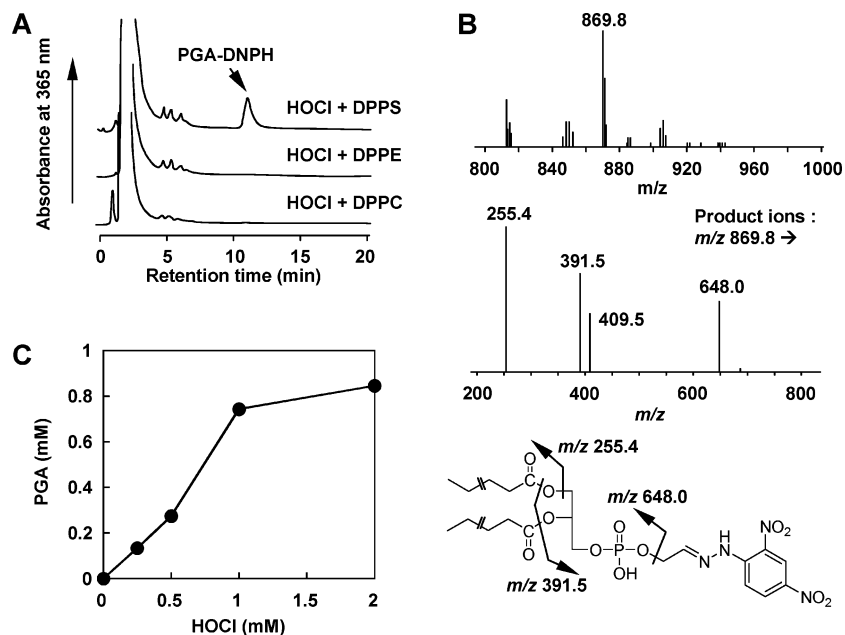 A
Absorbance at 365 nm
PGA-DNPH
HOCl + DPPS
HOCl + DPPE
HOCl + DPPC
0 5 10 15 20
Retention time (min)
B
869.8
800 840 880 920 960 1000
m/z
255.4
391.5
409.5
648.0
Product ions :
m/z 869.8 →
200 400 600 800
m/z
m/z 255.4
m/z 648.0
m/z 391.5
O
C
O
O
C
O
O
O
P
O
OH
N
N
H
NO2
NO2
C
1
0.8
0.6
0.4
0.2
0
PGA (mM)
0 0.5 1 1.5 2
HOCl (mM)